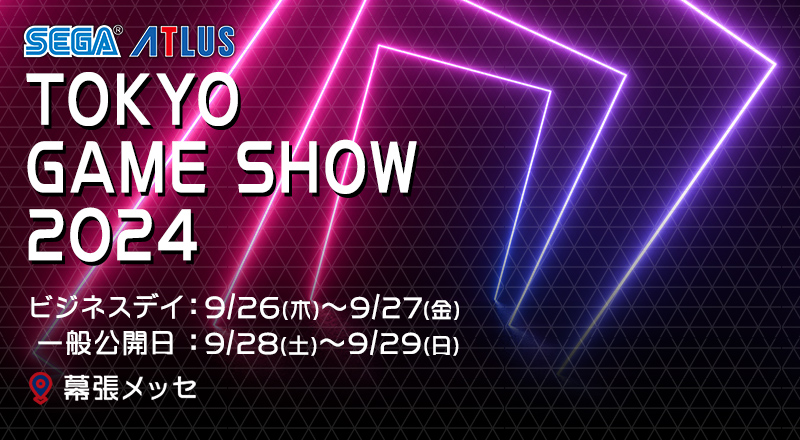 SEGA® ATLUS
TOKYO
GAME SHOW
2024
ビジネスデイ：9/26(木)～9/27(金)
一般公開日：9/28(土)～9/29(日)
幕張メッセ